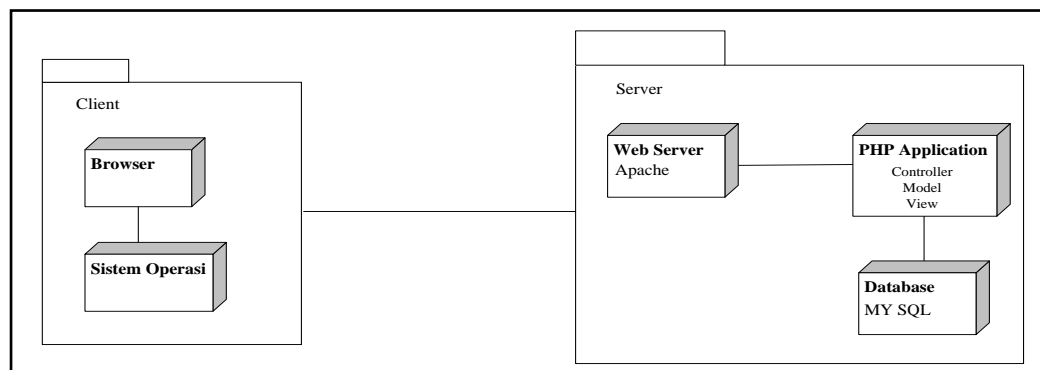 Client
Browser
Sistem Operasi
Server
Web Server
Apache
PHP Application
Controller
Model
View
Database
MY SQL